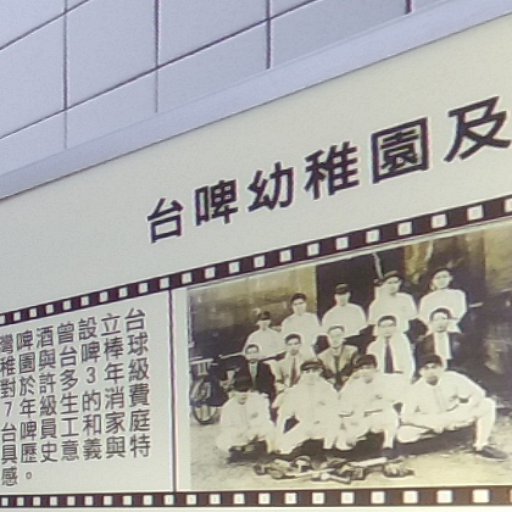 台啤幼稚園及
灣啤酒曾設立台
稚園與台啤棒球
對於許多3年級
7年級生的消費
台啤員工和家庭
具歷史意義與特
感。